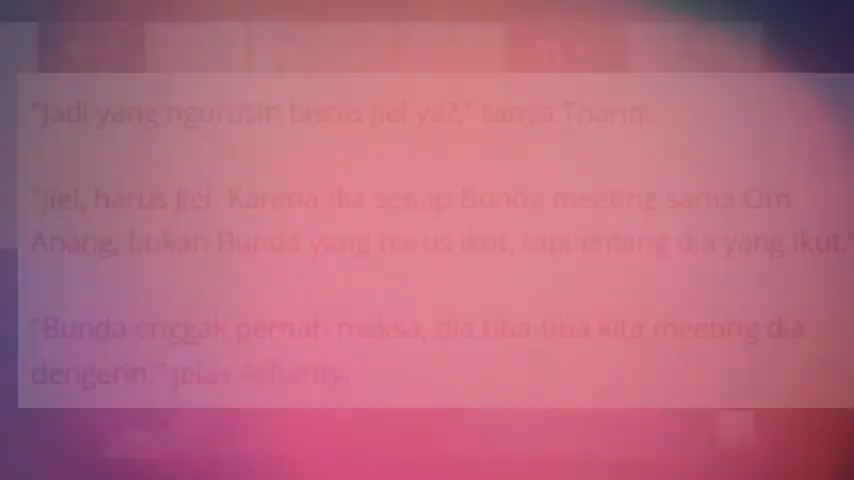 "Jadi yang ngurusin bisnis Jiel ya?," tanya Thoriq.
"Jiel, harus Jiel. Karena dia setiap Bunda meeting sama Om
Anang, bukan Bunda yang harus ikut, tapi entang dia yang ikut."
"Bunda enggak pernah maksa, dia tiba-tiba kita meeting dia
dengerin." jelas Ashanty.